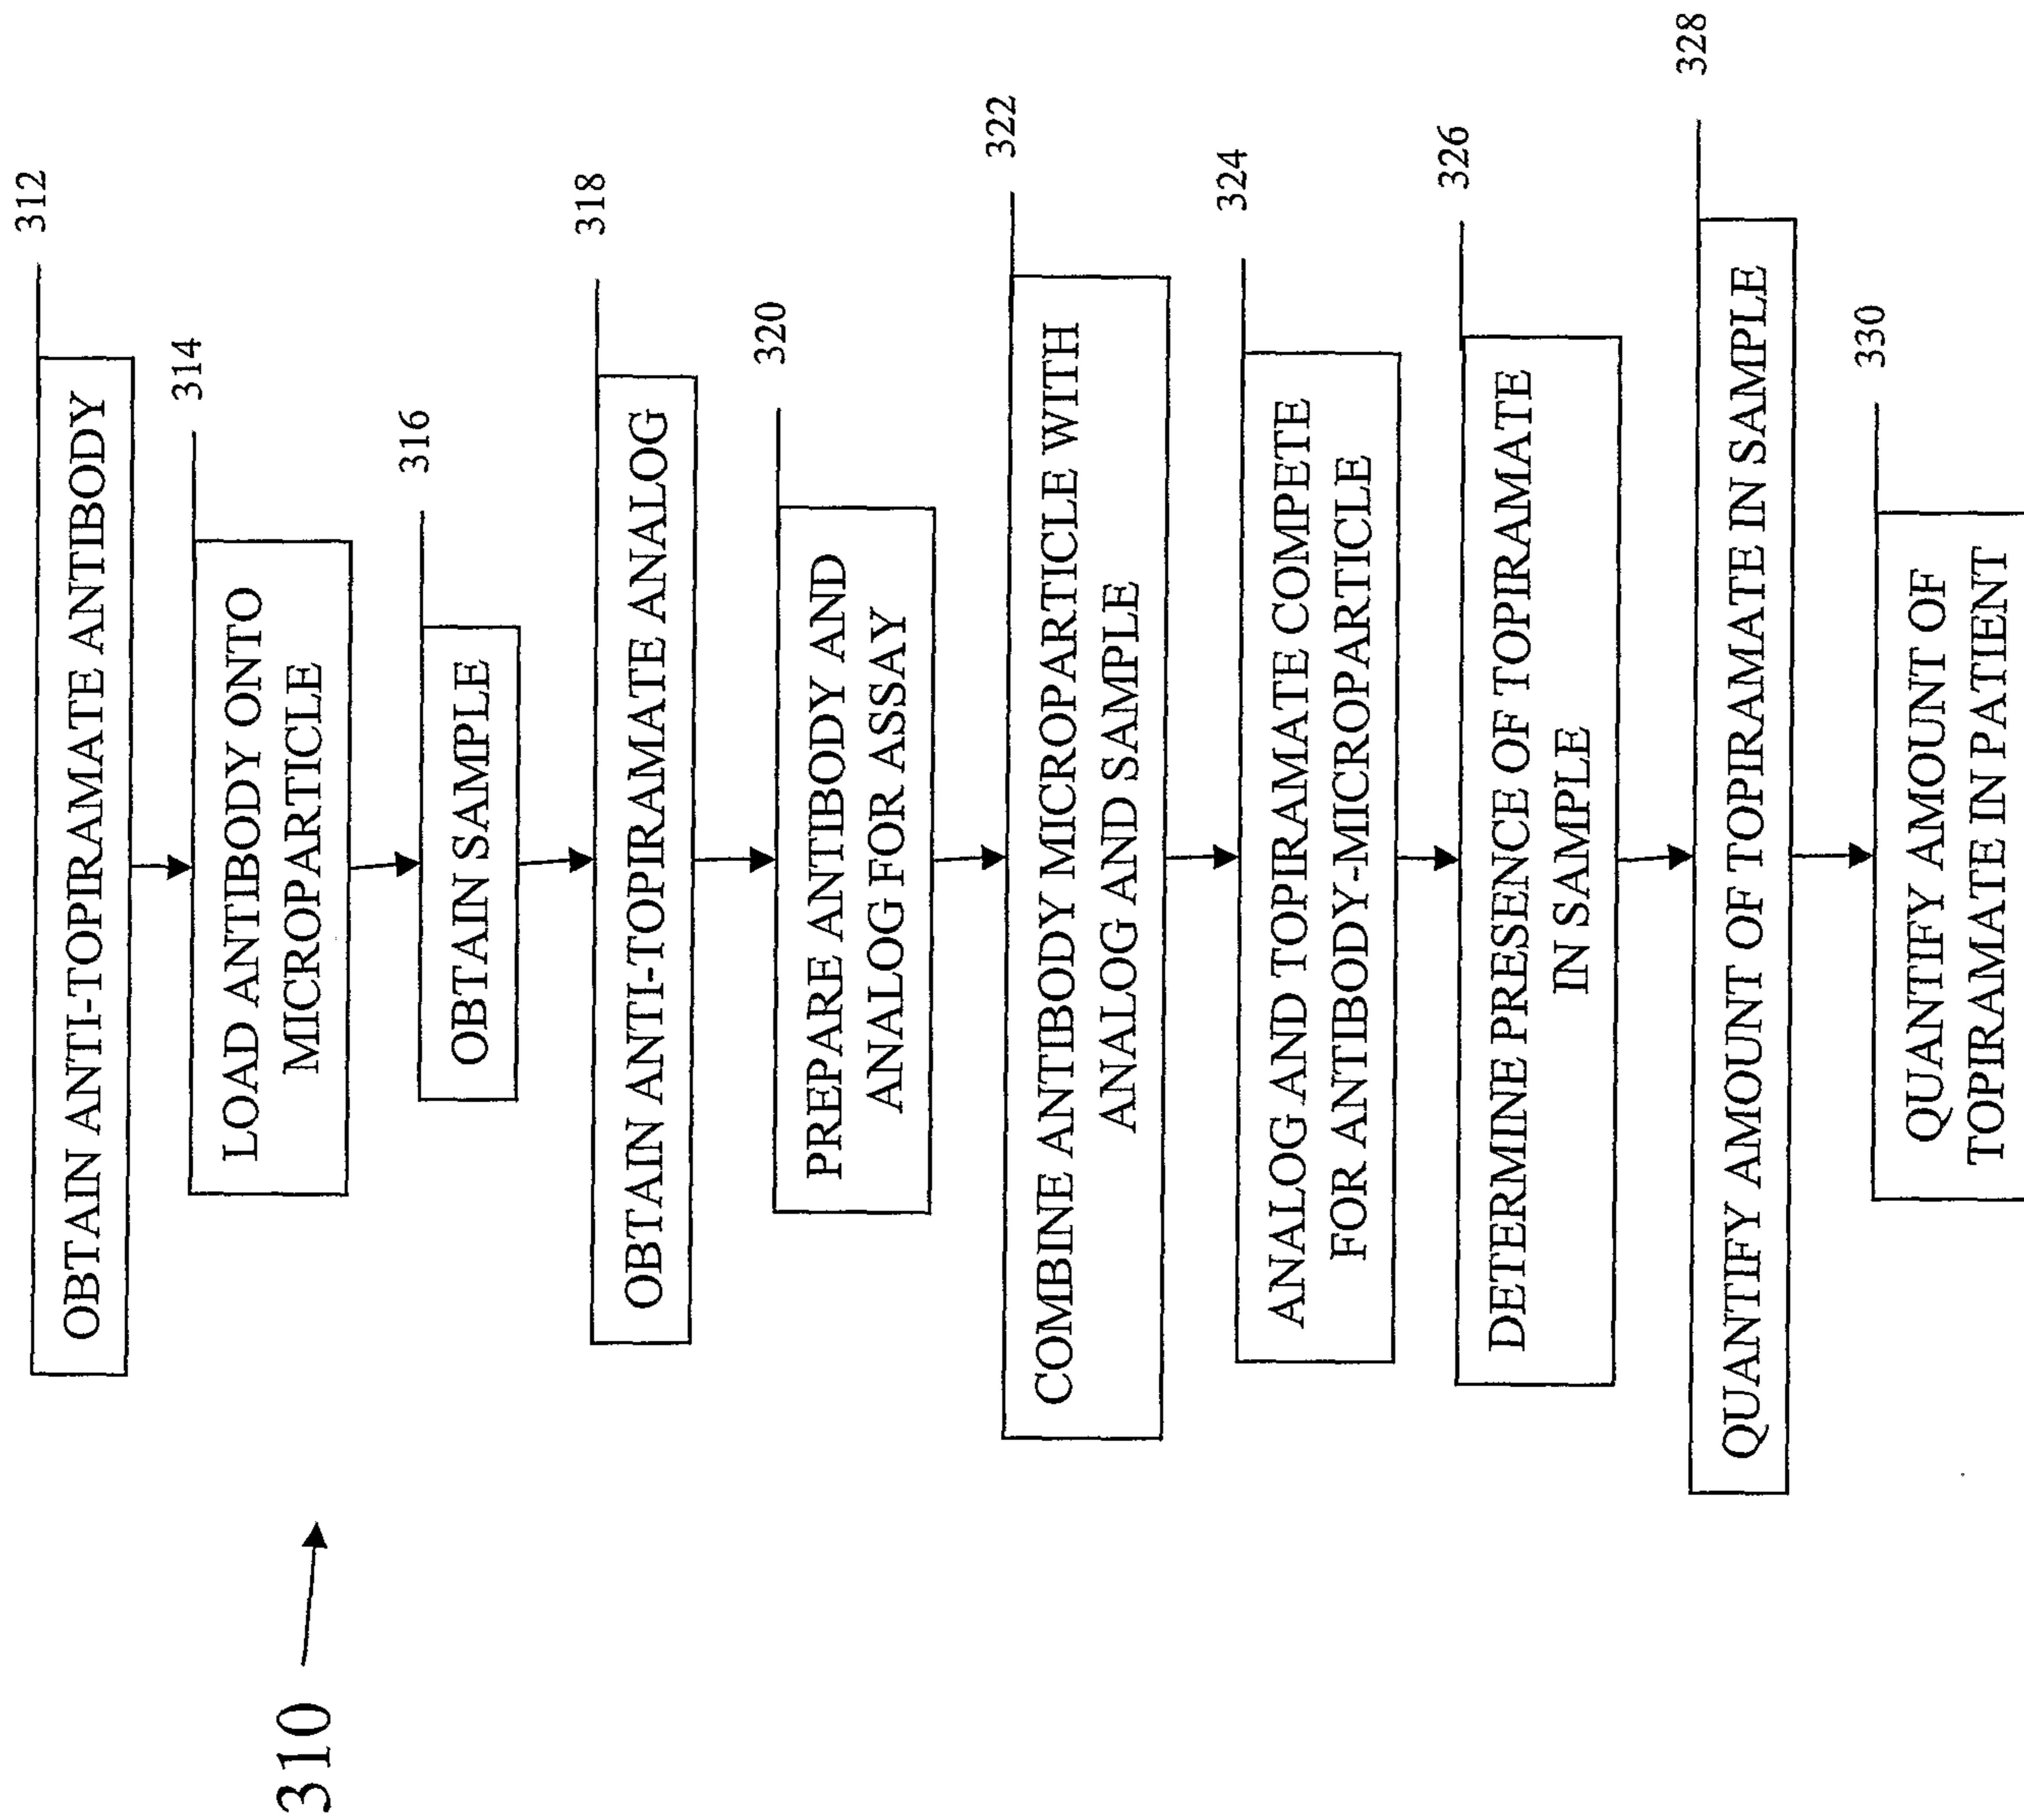 310
312
OBTAIN ANTI-TOPIRAMATE ANTIBODY
314
LOAD ANTIBODY ONTO
MICROPARTICLE
316
OBTAIN SAMPLE
318
OBTAIN ANTI-TOPIRAMATE ANALOG
320
PREPARE ANTIBODY AND
ANALOG FOR ASSAY
322
COMBINE ANTIBODY MICROPARTICLE WITH
ANALOG AND SAMPLE
324
ANALOG AND TOPIRAMATE COMPETE
FOR ANTIBODY-MICROPARTICLE
326
DETERMINE PRESENCE OF TOPIRAMATE
IN SAMPLE
328
QUANTIFY AMOUNT OF TOPIRAMATE IN SAMPLE
330
QUANTIFY AMOUNT OF
TOPIRAMATE IN PATIENT